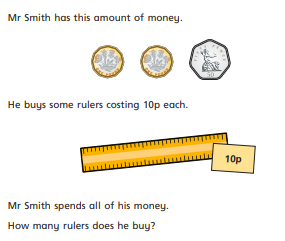 Mr Smith has this amount of money.
He buys some rulers costing 10p each.
10p
Mr Smith spends all of his money.
How many rulers does he buy?